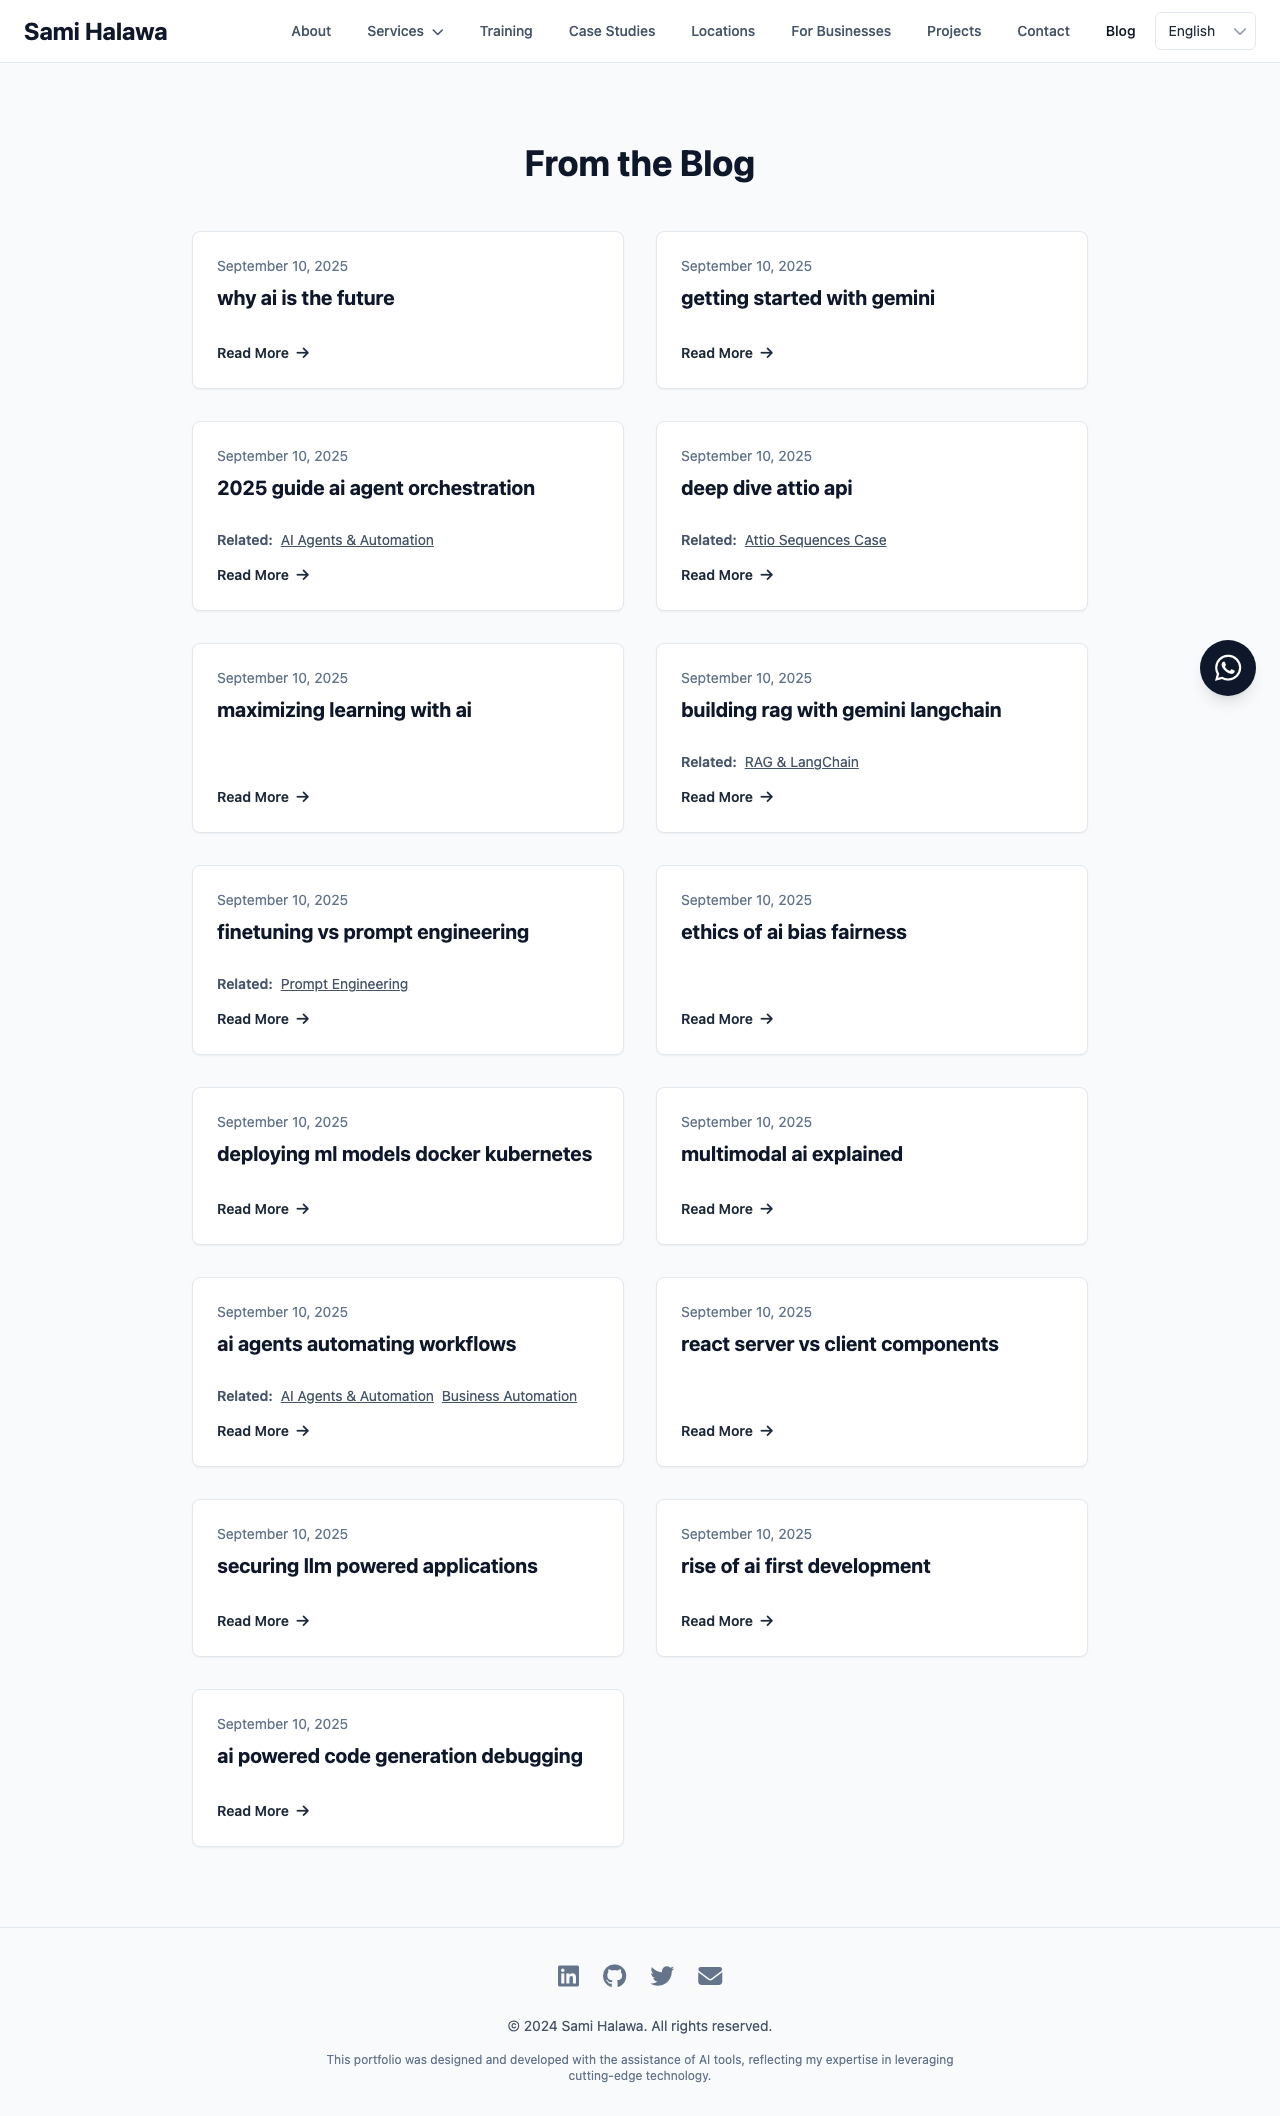 Sami Halawa
About
Services
Training
Case Studies
Locations
For Businesses
Projects
Contact
Blog
English
From the Blog
September 10, 2025
why ai is the future
Read More
September 10, 2025
getting started with gemini
Read More
September 10, 2025
2025 guide ai agent orchestration
Related: AI Agents & Automation
Read More
September 10, 2025
deep dive attio api
Related: Attio Sequences Case
Read More
September 10, 2025
maximizing learning with ai
Read More
September 10, 2025
building rag with gemini langchain
Related: RAG & LangChain
Read More
September 10, 2025
finetuning vs prompt engineering
Related: Prompt Engineering
Read More
September 10, 2025
ethics of ai bias fairness
Read More
September 10, 2025
deploying ml models docker kubernetes
Read More
September 10, 2025
multimodal ai explained
Read More
September 10, 2025
ai agents automating workflows
Related: AI Agents & Automation Business Automation
Read More
September 10, 2025
react server vs client components
Read More
September 10, 2025
securing llm powered applications
Read More
September 10, 2025
rise of ai first development
Read More
September 10, 2025
ai powered code generation debugging
Read More
© 2024 Sami Halawa. All rights reserved.
This portfolio was designed and developed with the assistance of AI tools, reflecting my expertise in leveraging
cutting-edge technology.